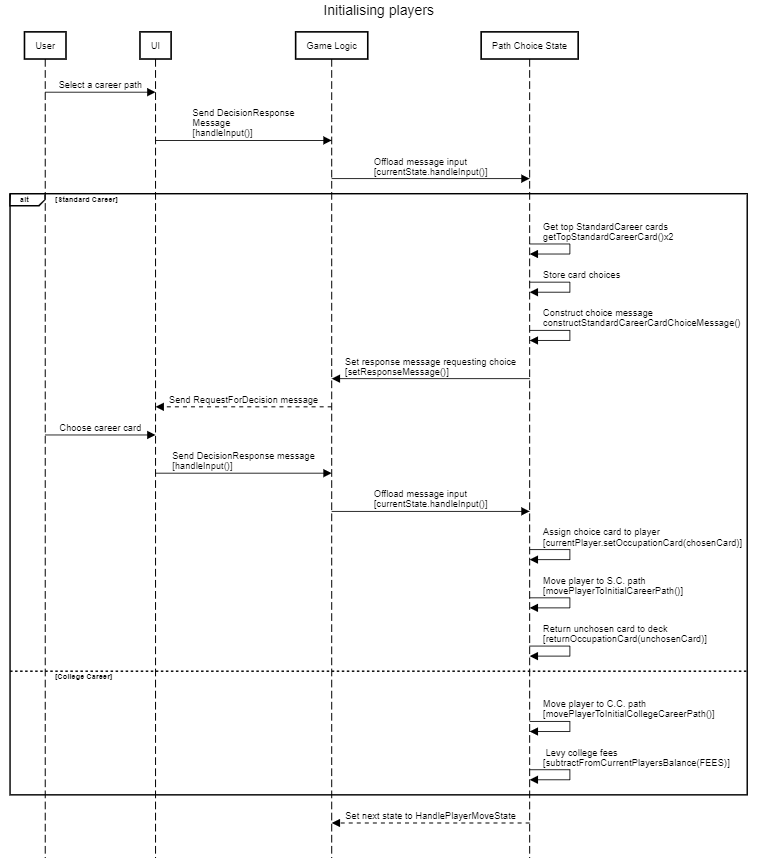 Initialising players
User
UI
Game Logic
Path Choice State
Select a career path
Send DecisionResponse
Message
[handleInput()]
Offload message input
[currentState.handleInput()]
alt
[Standard Career]
Get top StandardCareer cards
getTopStandardCareerCard()x2
Store card choices
Construct choice message
constructStandardCareerCardChoiceMessage()
Set response message requesting choice
[setResponseMessage()]
Send RequestForDecision message
Choose career card
Send DecisionResponse message
[handleInput()]
Offload message input
[currentState.handleInput()]
Assign choice card to player
[currentPlayer.setOccupationCard(chosenCard)]
Move player to S.C. path
[movePlayerToInitialCareerPath()]
Return unchosen card to deck
[returnOccupationCard(unchosenCard)]
[College Career]
Move player to C.C. path
[movePlayerToInitialCollegeCareerPath()]
Levy college fees
[subtractFromCurrentPlayersBalance(FEES)]
Set next state to HandlePlayerMoveState